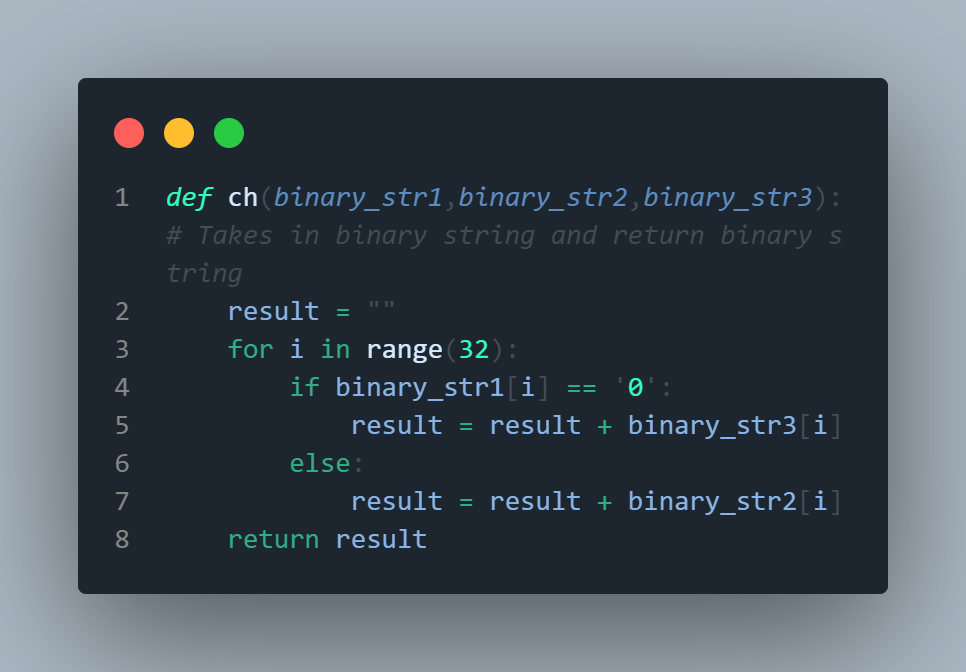 1 def ch(binary_str1,binary_str2,binary_str3):
# Takes in binary string and return binary s
tring
2     result = ""
3     for i in range(32):
4         if binary_str1[i] == '0':
5             result = result + binary_str3[i]
6         else:
7             result = result + binary_str2[i]
8     return result